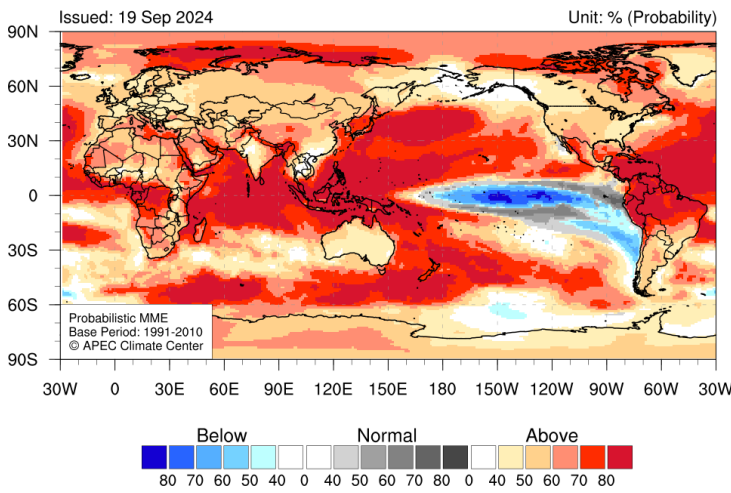 Issued: 19 Sep 2024 Unit: % (Probability)
90N
60N
30N
0
30S
60S
90S
Probabilistic MME
Base Period: 1991-2010
© APEC Climate Center
30W 0 30E 60E 90E 120E 150E 180 150W 120W 90W 60W 30W
Below Normal Above
80 70 60 50 40 0 40 50 60 70 80 0 40 50 60 70 80